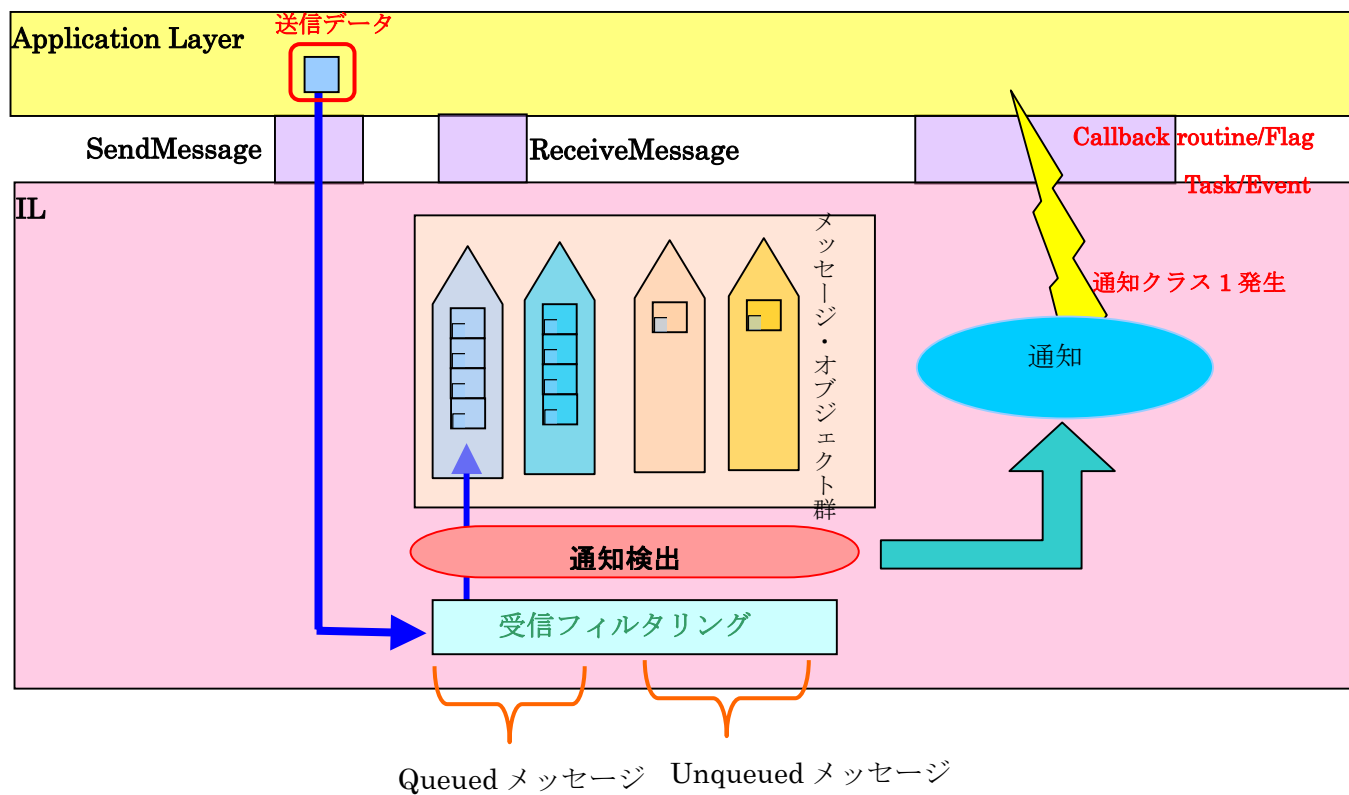 送信データ
Application Layer
SendMessage
ReceiveMessage
Callback routine/Flag
Task/Event
IL
メッセージ・オブジェクト群
通知クラス1発生
通知
通知検出
受信フィルタリング
Queued メッセージ
Unqueued メッセージ